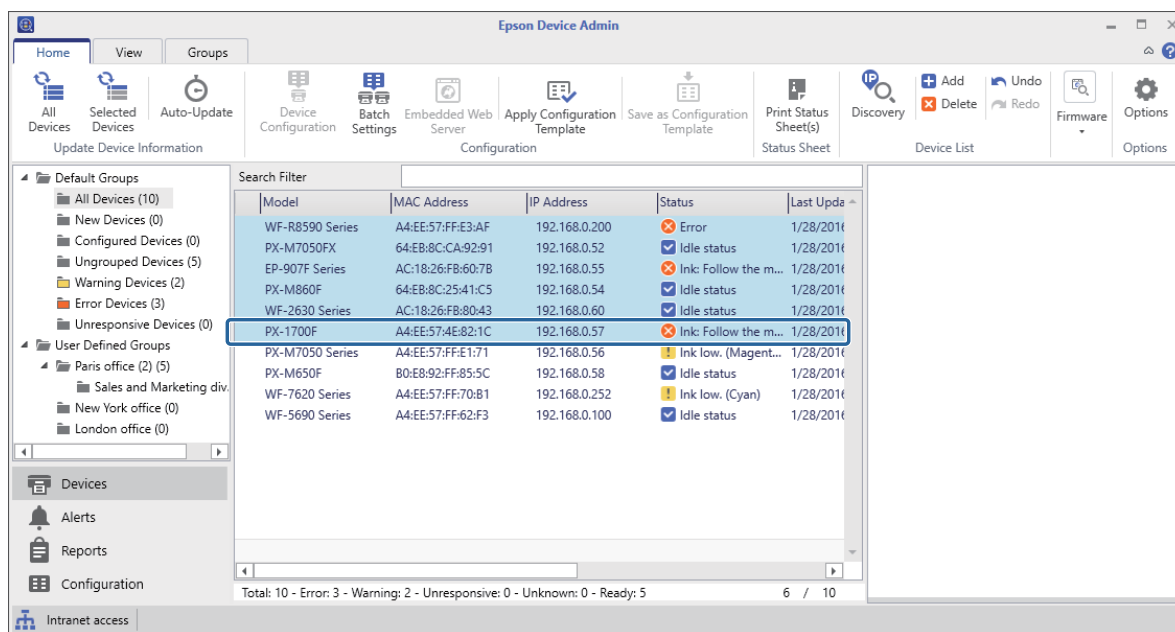 Epson Device Admin
Home View Groups
All Devices
Selected Devices
Auto-Update
Update Device Information
Device Configuration
Batch Settings
Embedded Web Server
Apply Configuration Template
Save as Configuration Template
Configuration
Print Status Sheet(s)
Status Sheet
IP
Discovery
Add
Delete
Undo
Redo
Device List
Firmware
Options
Options
Default Groups
All Devices (10)
New Devices (0)
Configured Devices (0)
Ungrouped Devices (5)
Warning Devices (2)
Error Devices (3)
Unresponsive Devices (0)
User Defined Groups
Paris office (2) (5)
Sales and Marketing div.
New York office (0)
London office (0)
Devices
Alerts
Reports
Configuration
Search Filter
Model MAC Address IP Address Status Last Upda
WF-R8590 Series A4:EE:57:FF:E3:AF 192.168.0.200 Error 1/28/2016
PX-M7050FX 64:EB:8C:CA:92:91 192.168.0.52 Idle status 1/28/2016
EP-907F Series AC:18:26:FB:60:7B 192.168.0.55 Ink: Follow the m... 1/28/2016
PX-M860F 64:EB:8C:25:41:C5 192.168.0.54 Idle status 1/28/2016
WF-2630 Series AC:18:26:FB:80:43 192.168.0.60 Idle status 1/28/2016
PX-1700F A4:EE:57:4E:82:1C 192.168.0.57 Ink: Follow the m... 1/28/2016
PX-M7050 Series A4:EE:57:FF:E1:71 192.168.0.56 Ink low. (Magent... 1/28/2016
PX-M650F B0:E8:92:FF:85:5C 192.168.0.58 Idle status 1/28/2016
WF-7620 Series A4:EE:57:FF:70:B1 192.168.0.252 Ink low. (Cyan) 1/28/2016
WF-5690 Series A4:EE:57:FF:62:F3 192.168.0.100 Idle status 1/28/2016
Total: 10 - Error: 3 - Warning: 2 - Unresponsive: 0 - Unknown: 0 - Ready: 5 6 / 10
Intranet access